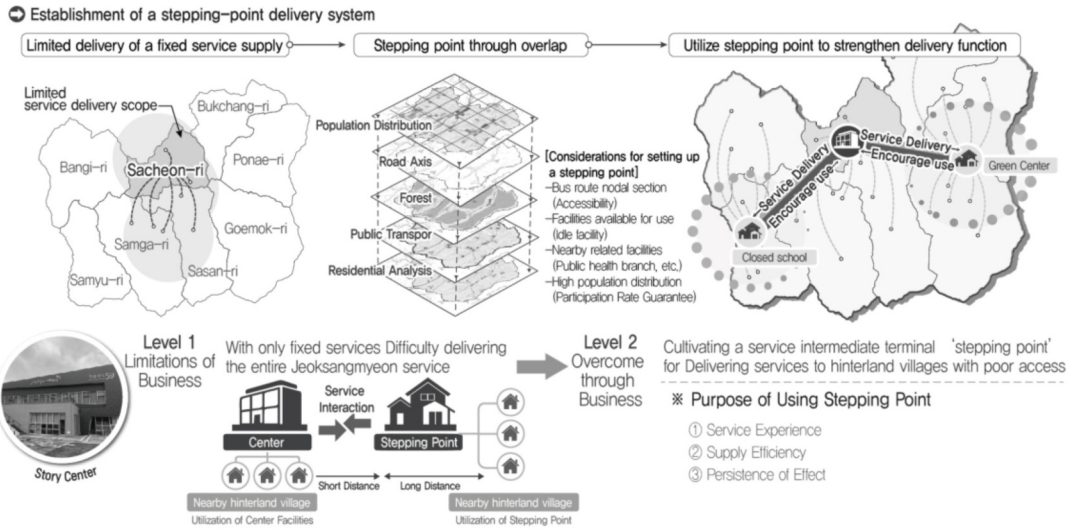 Establishment of a stepping-point delivery system
Limited delivery of a fixed service supply
Stepping point through overlap
Utilize stepping point to strengthen delivery function
Limited
service delivery scope
Bukchang-ri
Bangi-ri
Sacheon-ri
Ponae-ri
Samga-ri
Goemok-ri
Samyu-ri
Sasan-ri
Population Distribution
Road Axis
Forest
Public Transpor
Residential Analysis
[Considerations for setting up
a stepping point]
-Bus route nodal section
(Accessibility)
-Facilities available for use
(Idle facility)
-Nearby related facilities
(Public health branch, etc.)
-High population distribution
(Participation Rate Guarantee)
Service Delivery
Encourage use
Service Delivery
Encourage use
Green Center
Closed school
Story Center
Level 1
Limitations of
Business
With only fixed services Difficulty delivering
the entire Jeoksangmyeon service
Service
Interaction
Center
Stepping Point
Short Distance
Long Distance
Nearby hinterland village
Utilization of Center Facilities
Nearby hinterland village
Utilization of Stepping Point
Level 2
Overcome
through
Business
Cultivating a service intermediate terminal 'stepping point'
for Delivering services to hinterland villages with poor access
※ Purpose of Using Stepping Point
① Service Experience
② Supply Efficiency
③ Persistence of Effect